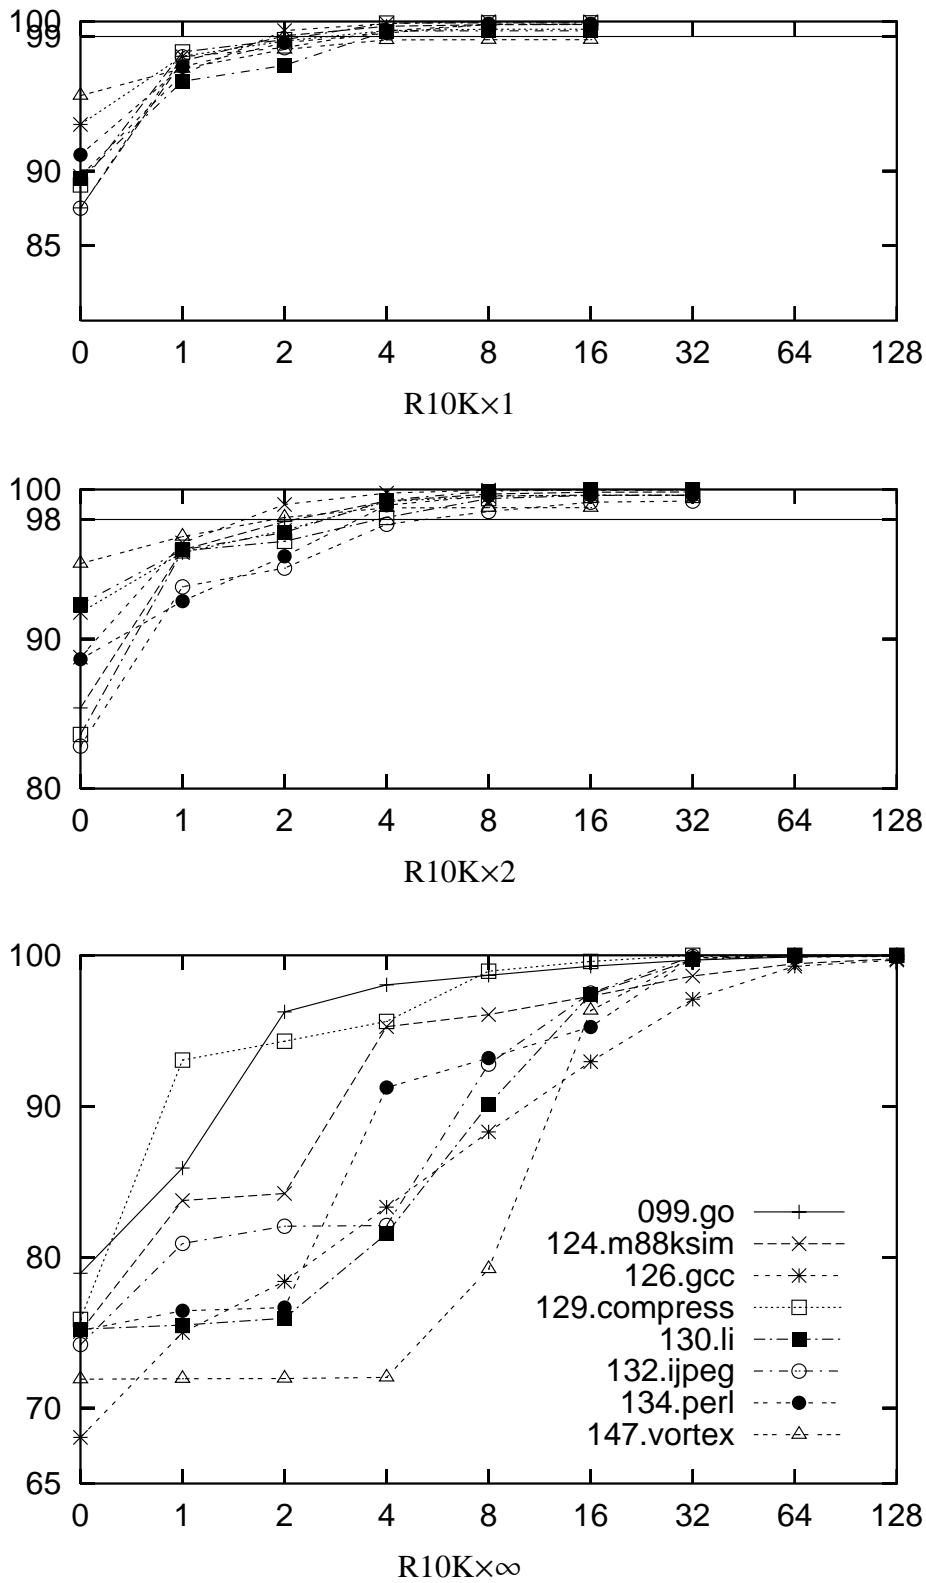 100
99
90
85
0 1 2 4 8 16 32 64 128
R10K×1
100
98
90
80
0 1 2 4 8 16 32 64 128
R10K×2
100
90
80
70
65
099.go
124.m88ksim
126.gcc
129.compress
130.li
132.ijpeg
134.perl
147.vortex
0 1 2 4 8 16 32 64 128
R10K×∞